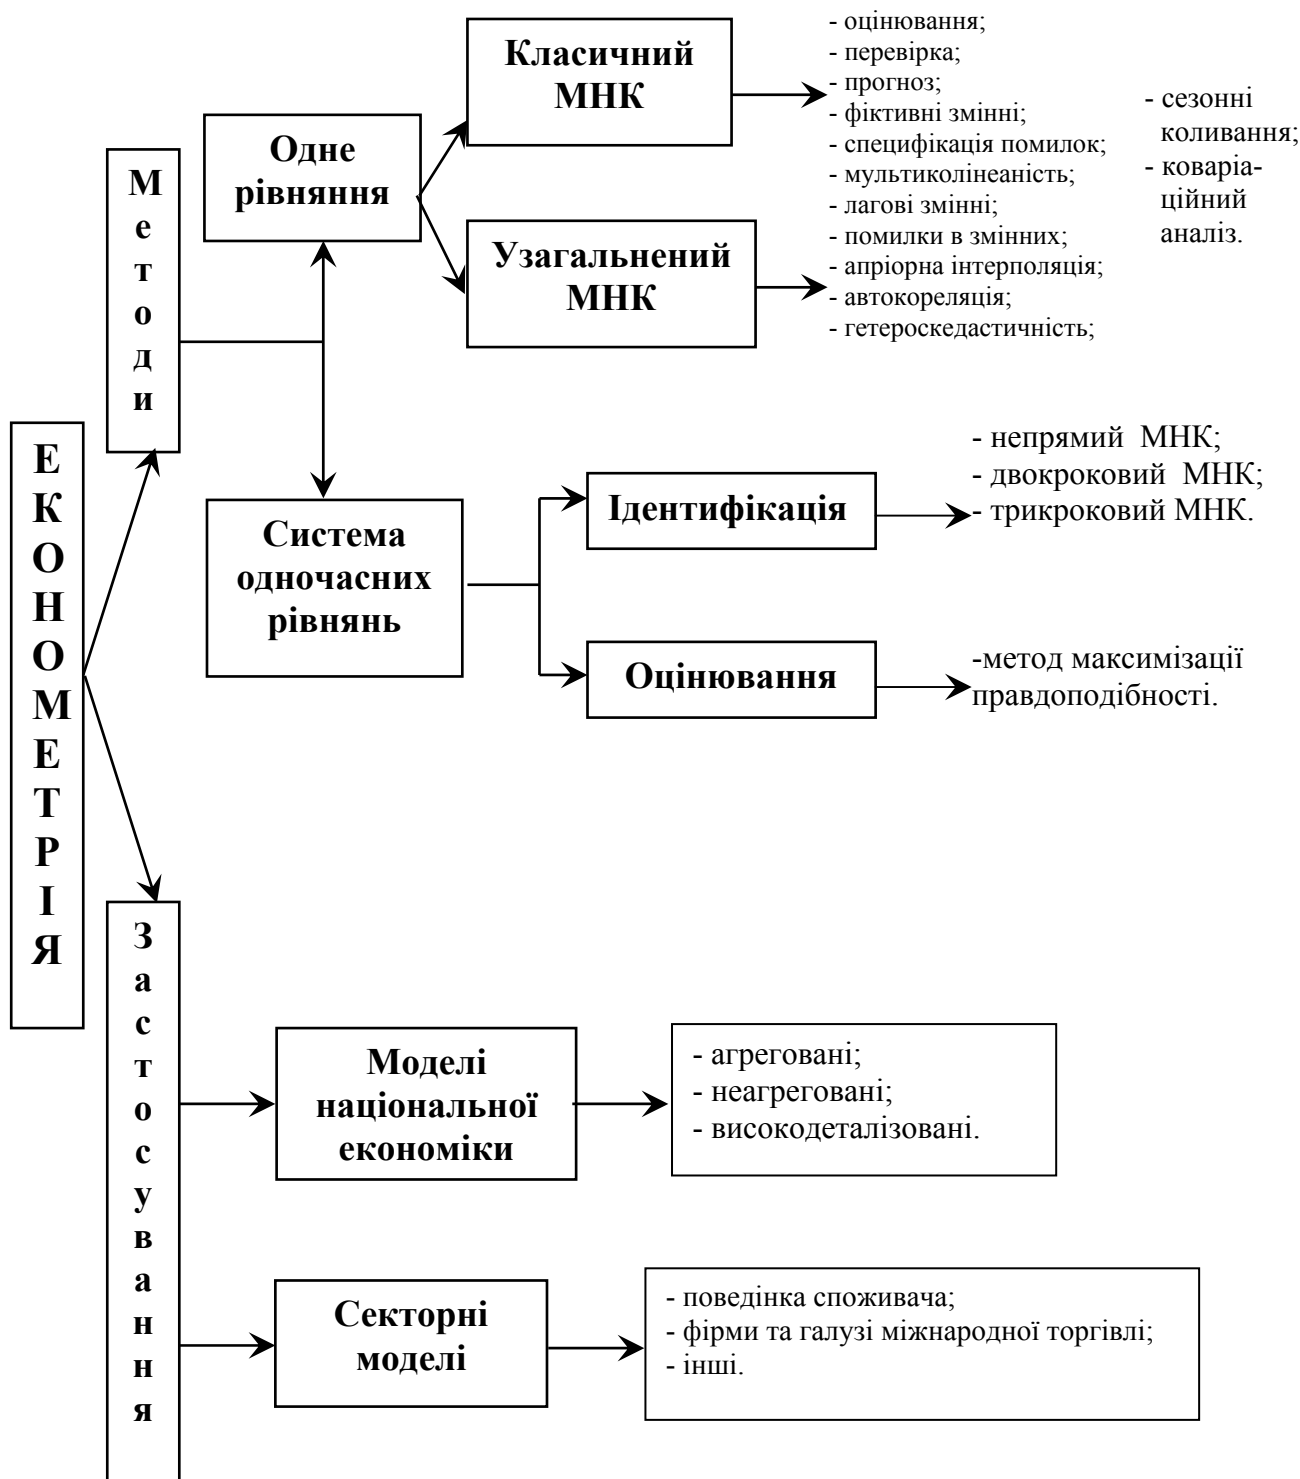 ЕКОНОМЕТРІЯ
Методи
Одне
рівняння
Класичний
МНК
- оцінювання;
- перевірка;
- прогноз;
- фіктивні змінні;
- специфікація помилок;
- мультиколінеаність;
- лагові змінні;
- помилки в змінних;
- апріорна інтерполяція;
- автокореляція;
- гетероскедастичність;
- сезонні
коливання;
- коваріа-
ційний
аналіз.
Узагальнений
МНК
Система
одночасних
рівнянь
Ідентифікація
- непрямий МНК;
- двокроковий МНК;
- трикроковий МНК.
Оцінювання
-метод максимізації
правдоподібності.
Застосування
Моделі
національної
економіки
- агреговані;
- неагреговані;
- високодеталізовані.
Секторні
моделі
- поведінка споживача;
- фірми та галузі міжнародної торгівлі;
- інші.